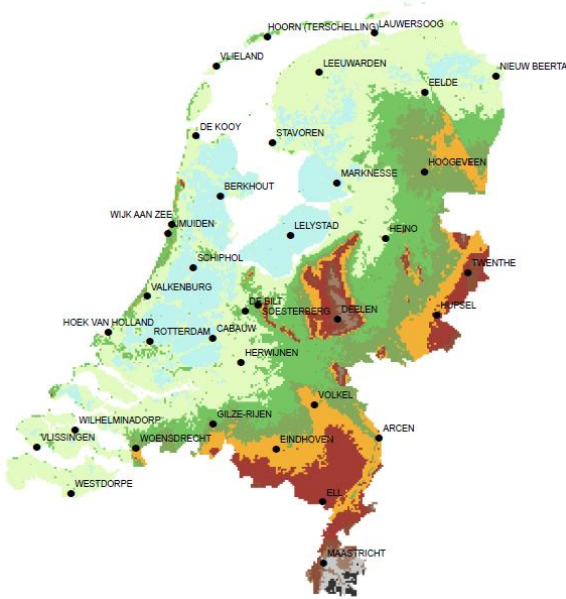 LAUWERSOOG
HOORN (TERSCHELLING)
VLIELAND
LEEUWARDEN
NIEUW BEERTA
EELDE
DE KOOY
STAVOREN
HOOGEVEEN
MARKNESSE
BERKHOUT
WIJK AAN ZEE
IJMUIDEN
LELYSTAD
HEINO
SCHIPHOL
TWENTHE
VALKENBURG
DE BILT
SOESTERBERG
DEELEN
HUPSEL
HOEK VAN HOLLAND
ROTTERDAM
CABAUW
HERWIJNEN
VOLKEL
GILZE-RIJEN
WILHELMINADORP
ARCEN
VLISSINGEN
WOENSDRECHT
EINDHOVEN
WESTDORPE
ELL
MAASTRICHT